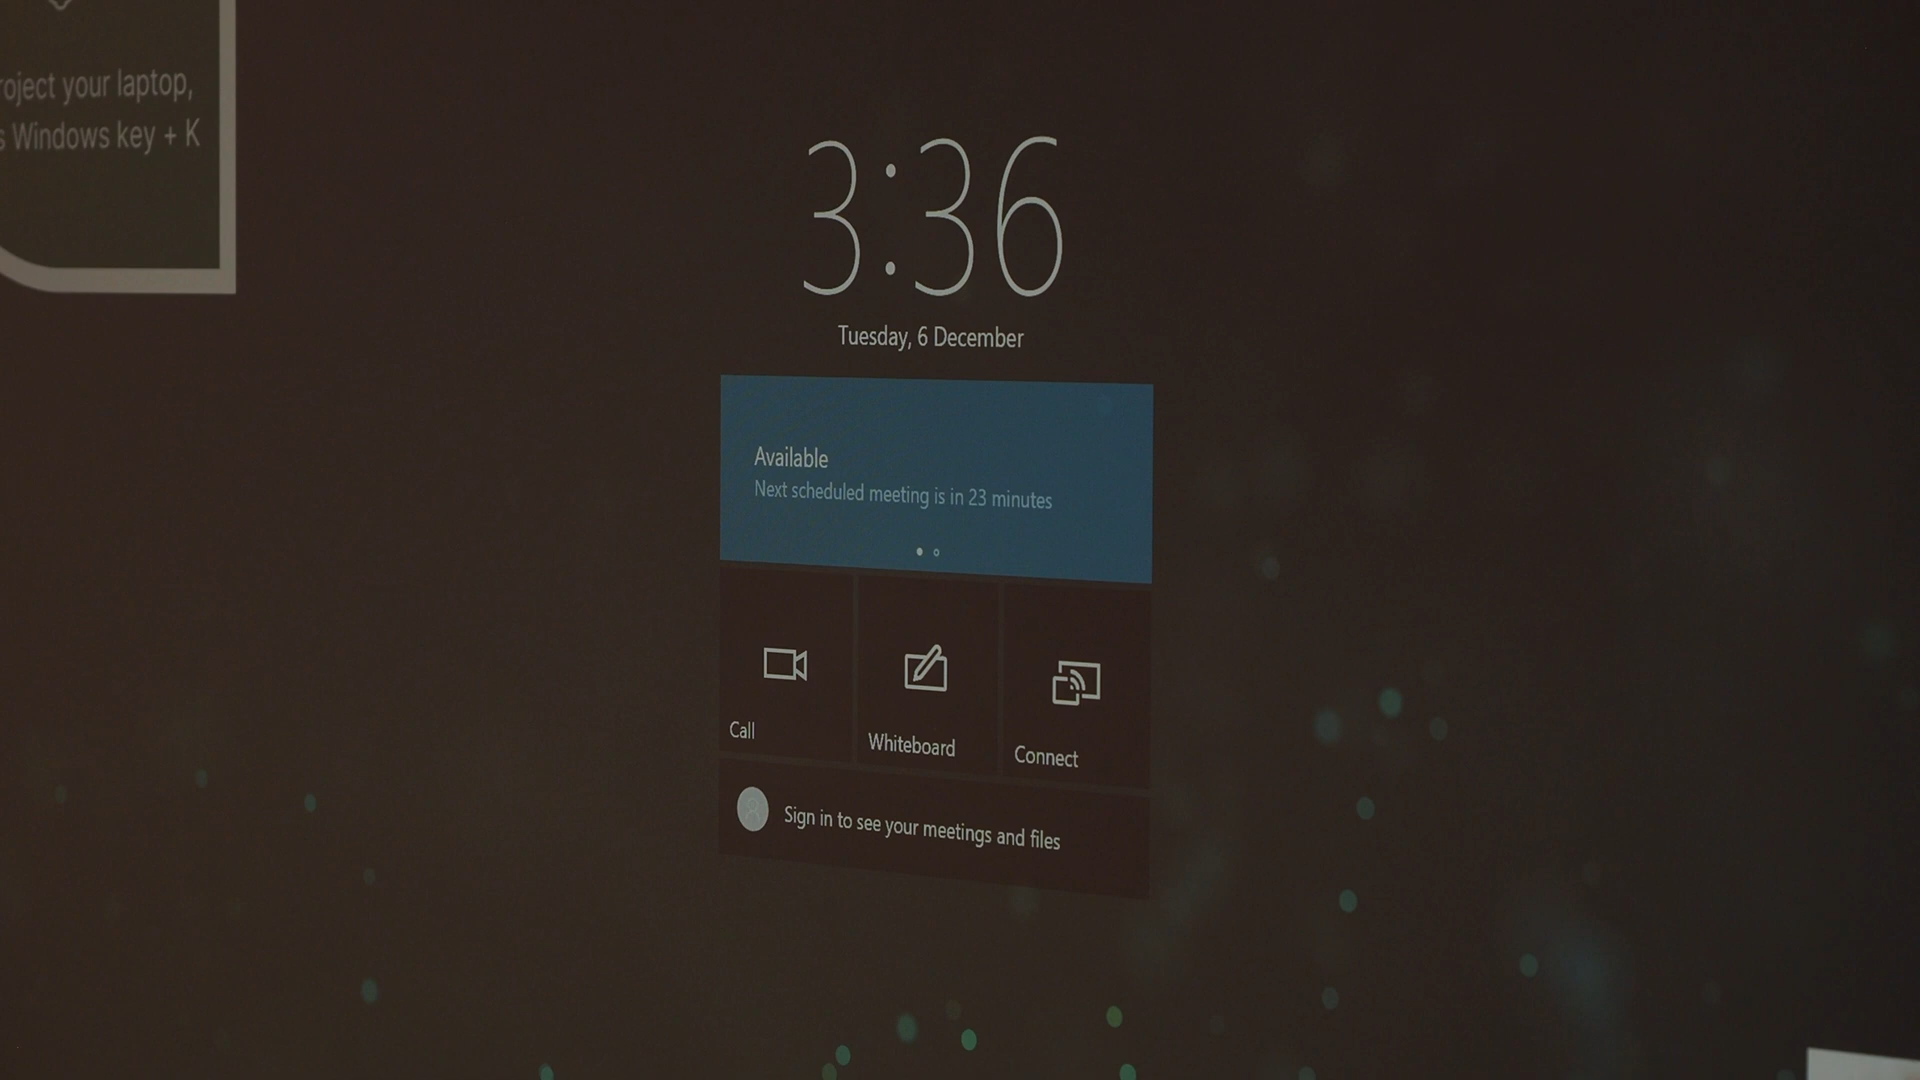 roject your laptop,
s Windows key + K
3:36
Tuesday, 6 December
Available
Next scheduled meeting is in 23 minutes
Call
Whiteboard
Connect
Sign in to see your meetings and files